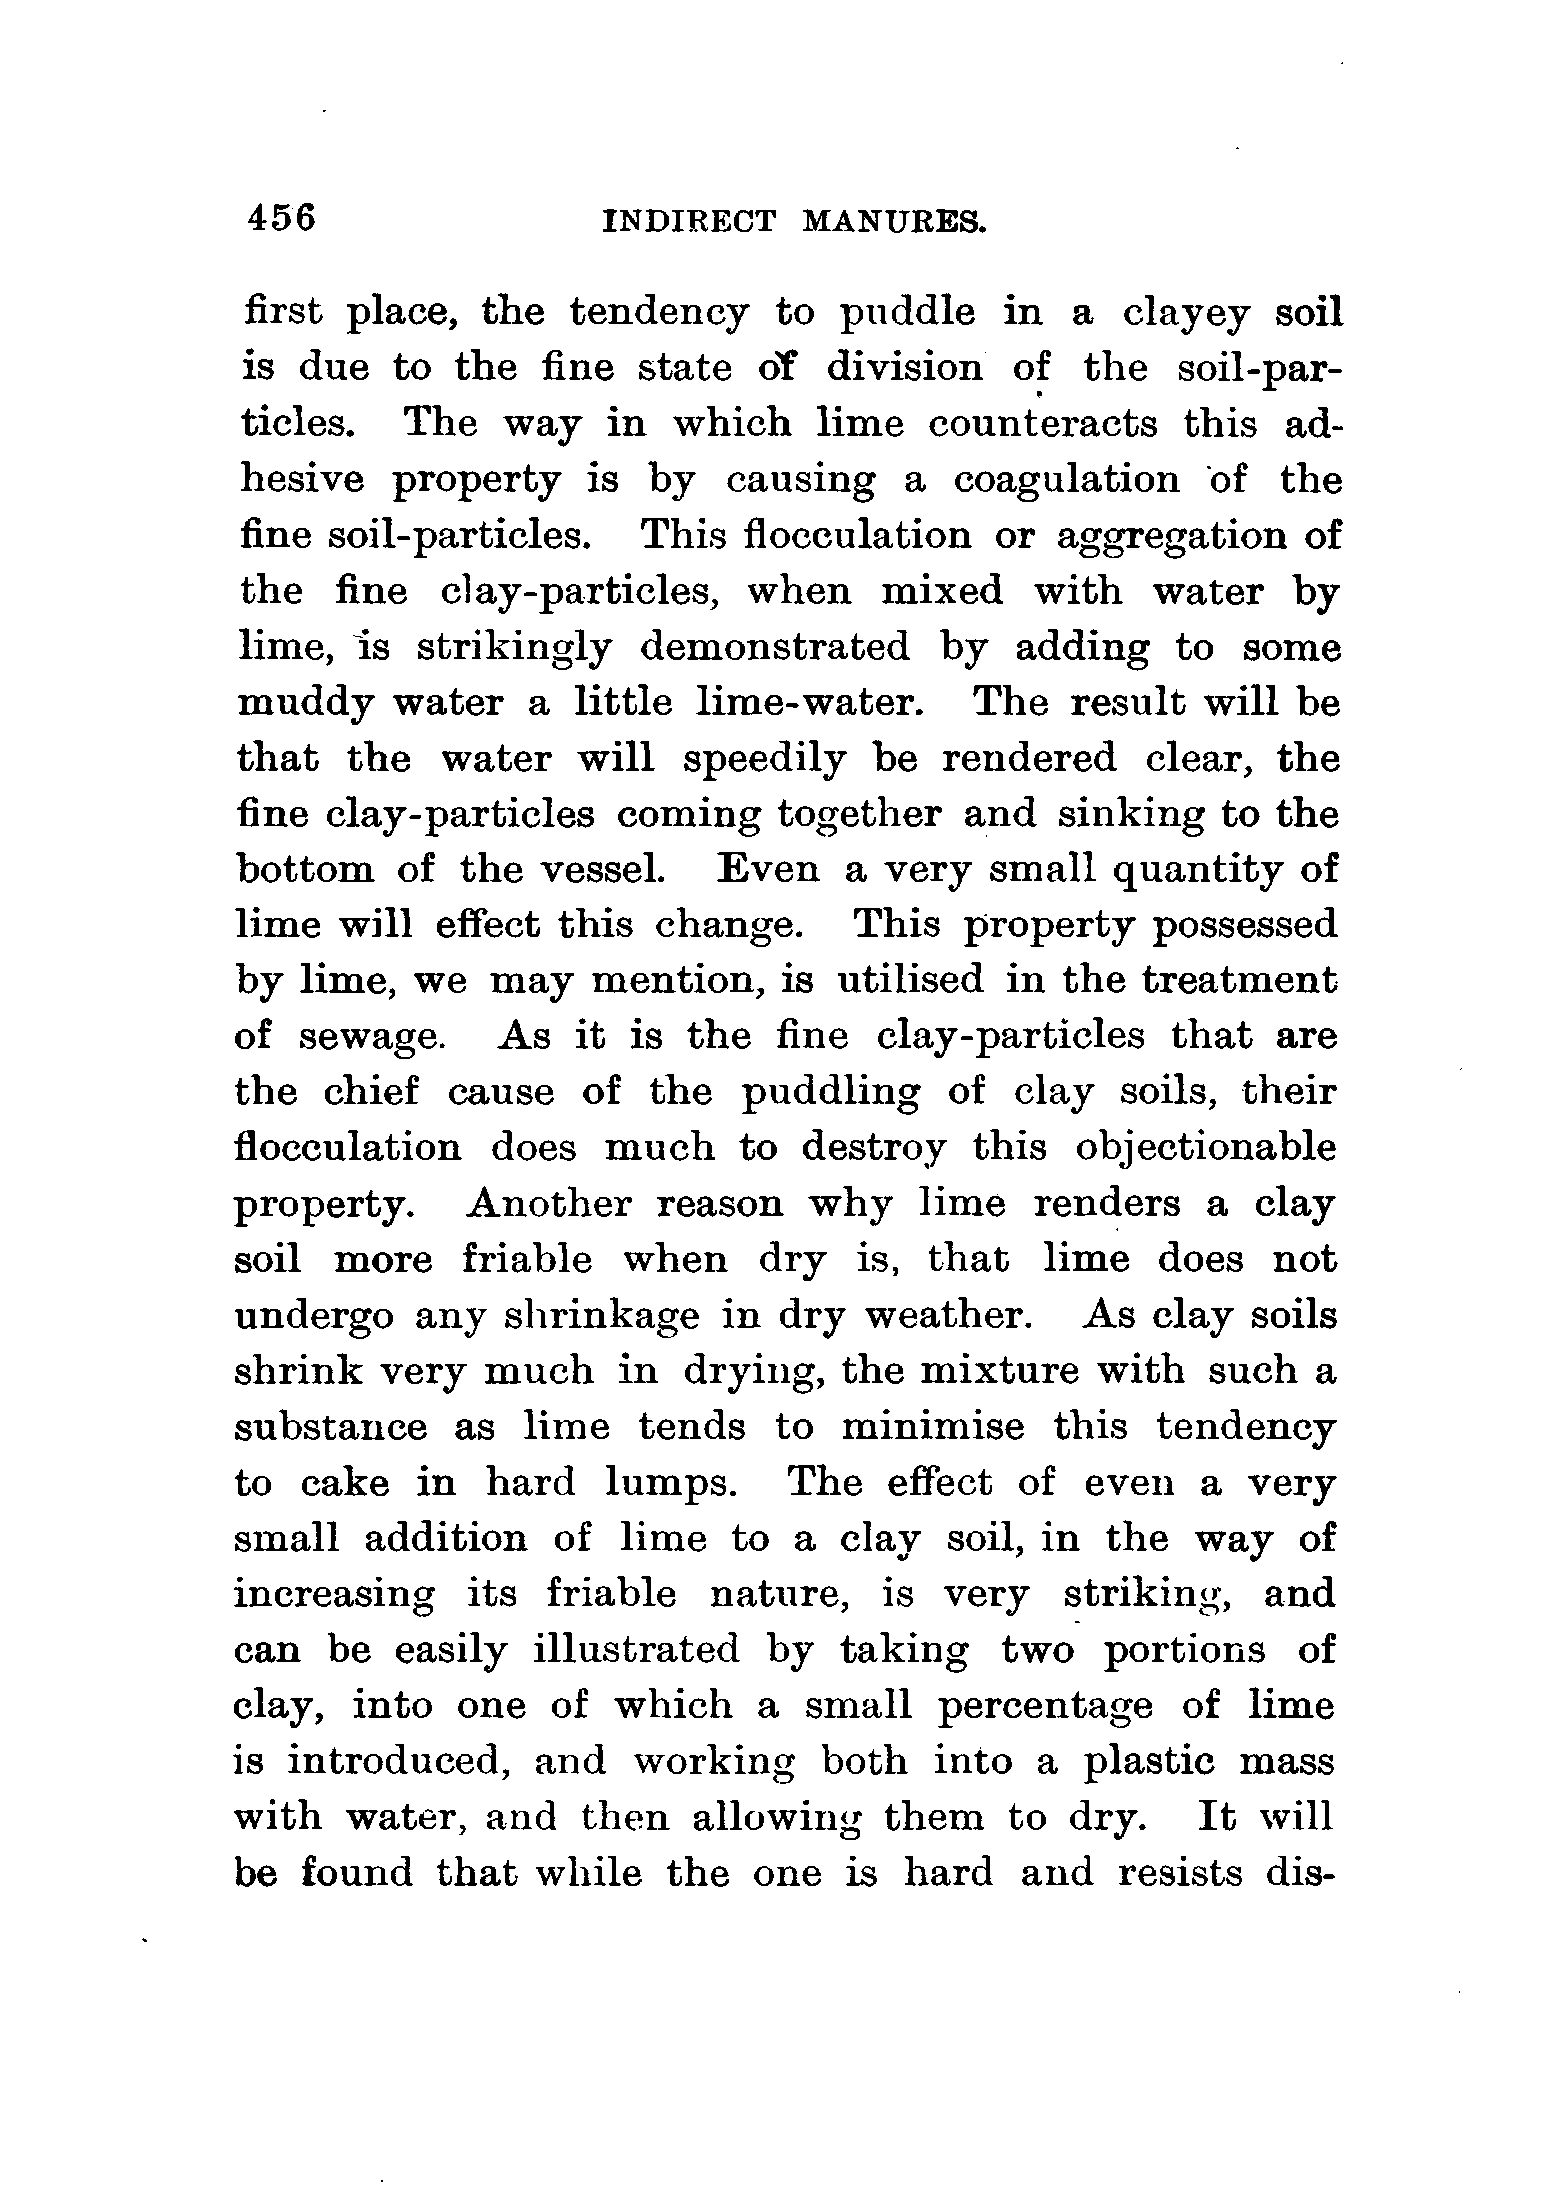 456 INDIRECT MANURES.
first place, the tendency to puddle in a clayey soil
is due to the fine state of division of the soil-par-
ticles. The way in which lime counteracts this ad-
hesive property is by causing a coagulation of the
fine soil-particles. This flocculation or aggregation of
the fine clay-particles, when mixed with water by
lime, is strikingly demonstrated by adding to some
muddy water a little lime-water. The result will be
that the water will speedily be rendered clear, the
fine clay-particles coming together and sinking to the
bottom of the vessel. Even a very small quantity of
lime will effect this change. This property possessed
by lime, we may mention, is utilised in the treatment
of sewage. As it is the fine clay-particles that are
the chief cause of the puddling of clay soils, their
flocculation does much to destroy this objectionable
property. Another reason why lime renders a clay
soil more friable when dry is, that lime does not
undergo any shrinkage in dry weather. As clay soils
shrink very much in drying, the mixture with such a
substance as lime tends to minimise this tendency
to cake in hard lumps. The effect of even a very
small addition of lime to a clay soil, in the way of
increasing its friable nature, is very striking, and
can be easily illustrated by taking two portions of
clay, into one of which a small percentage of lime
is introduced, and working both into a plastic mass
with water, and then allowing them to dry. It will
be found that while the one is hard and resists dis-